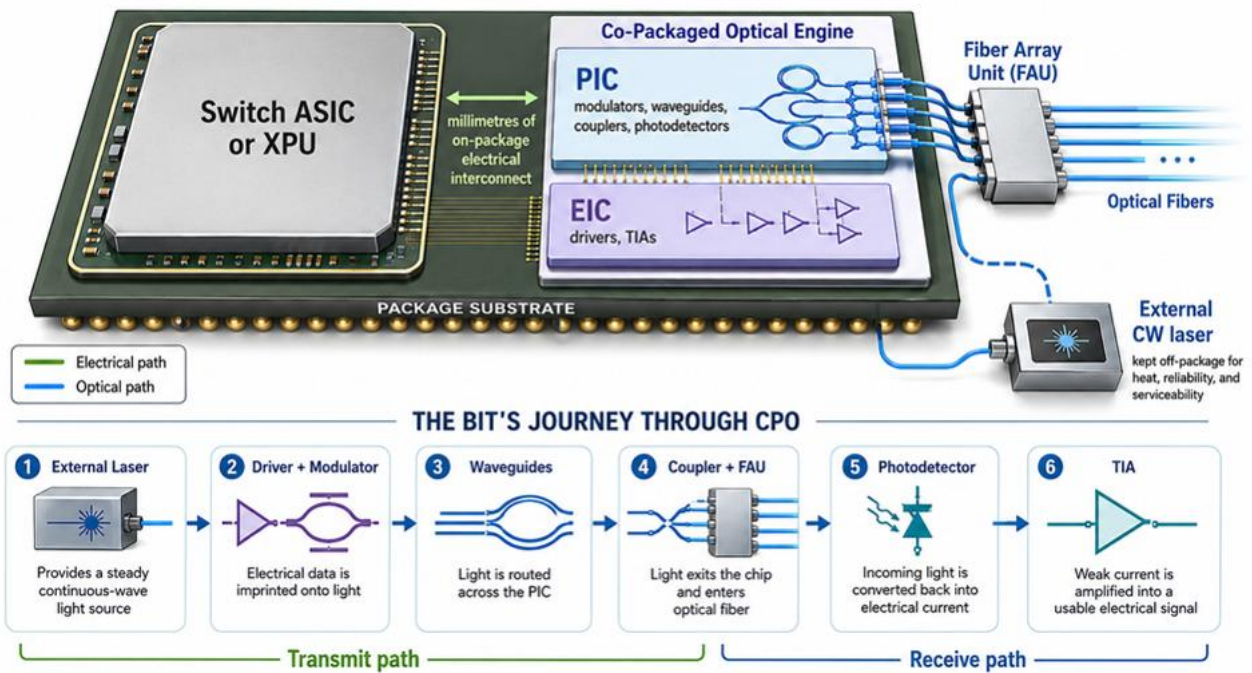 Co-Packaged Optical Engine
Switch ASIC
or XPU
millimetres of
on-package
electrical
interconnect
PIC
modulators, waveguides,
couplers, photodetectors
EIC
drivers, TIAs
Fiber Array
Unit (FAU)
Optical Fibers
PACKAGE SUBSTRATE
External
CW laser
kept off-package for
heat, reliability, and
serviceability
Electrical path
Optical path
THE BIT'S JOURNEY THROUGH CPO
1 External Laser
Provides a steady
continuous-wave
light source
2 Driver + Modulator
Electrical data is
imprinted onto light
3 Waveguides
Light is routed
across the PIC
4 Coupler + FAU
Light exits the chip
and enters
optical fiber
5 Photodetector
Incoming light is
converted back into
electrical current
6 TIA
Weak current is
amplified into a
usable electrical signal
Transmit path
Receive path